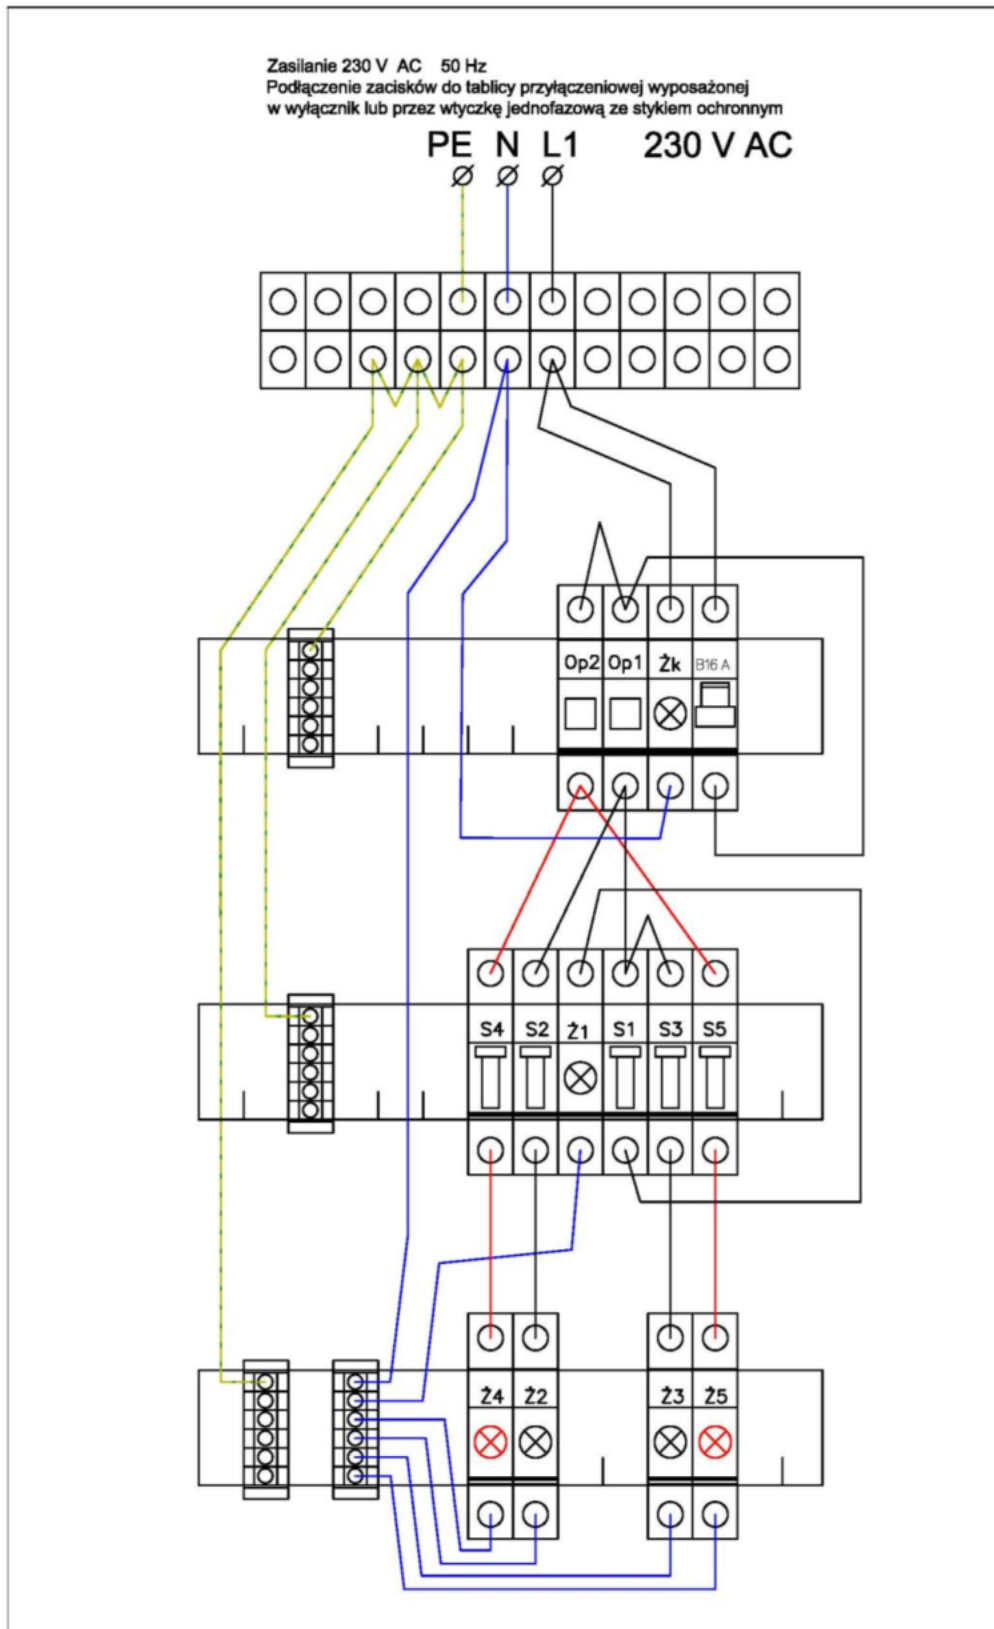 Zasilanie 230 V AC 50 Hz
Podłączenie zacisków do tablicy przyłączeniowej wyposażonej
w wyłącznik lub przez wtyczkę jednofazową ze stykiem ochronnym
PE N L1 230 V AC
Op2 Op1 Żk B16 A
S4 S2 Ż1 S1 S3 S5
Ż4 Ż2 Ż3 Ż5